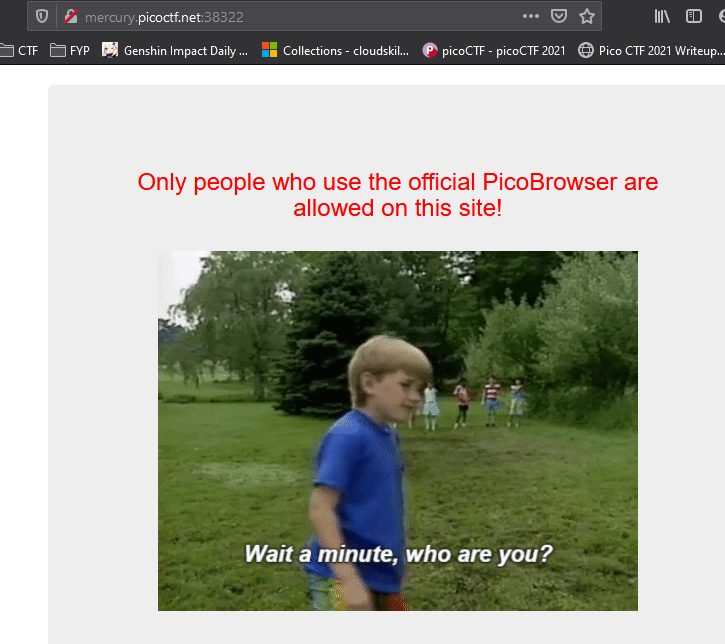 mercury.picoctf.net:38322
CTF FYP Genshin Impact Daily ... Collections - cloudskil... picoCTF - picoCTF 2021 Pico CTF 2021 Writeup...
Only people who use the official PicoBrowser are
allowed on this site!
Wait a minute, who are you?